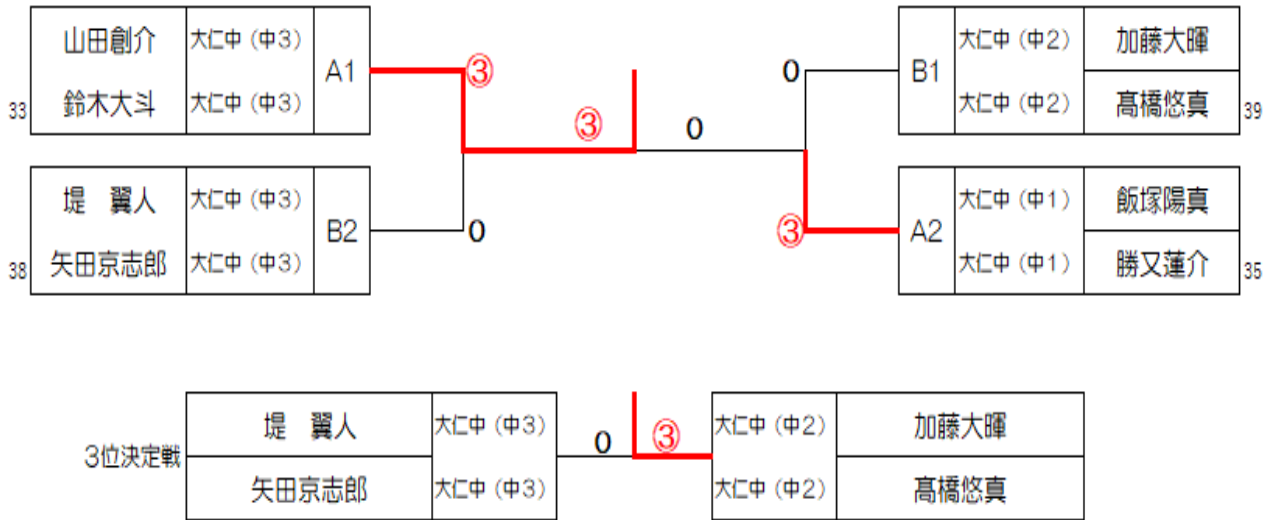 山田創介 大仁中（中3） A1 ③ 0 B1 大仁中（中2） 加藤大暉
33 鈴木大斗 大仁中（中3） ③ 0 大仁中（中2） 髙橋悠真 39
堤　翼人 大仁中（中3） B2 0 ③ A2 大仁中（中1） 飯塚陽真
38 矢田京志郎 大仁中（中3） 大仁中（中1） 勝又蓮介 35
3位決定戦 堤　翼人 大仁中（中3） 0 ③ 大仁中（中2） 加藤大暉
矢田京志郎 大仁中（中3） 大仁中（中2） 髙橋悠真